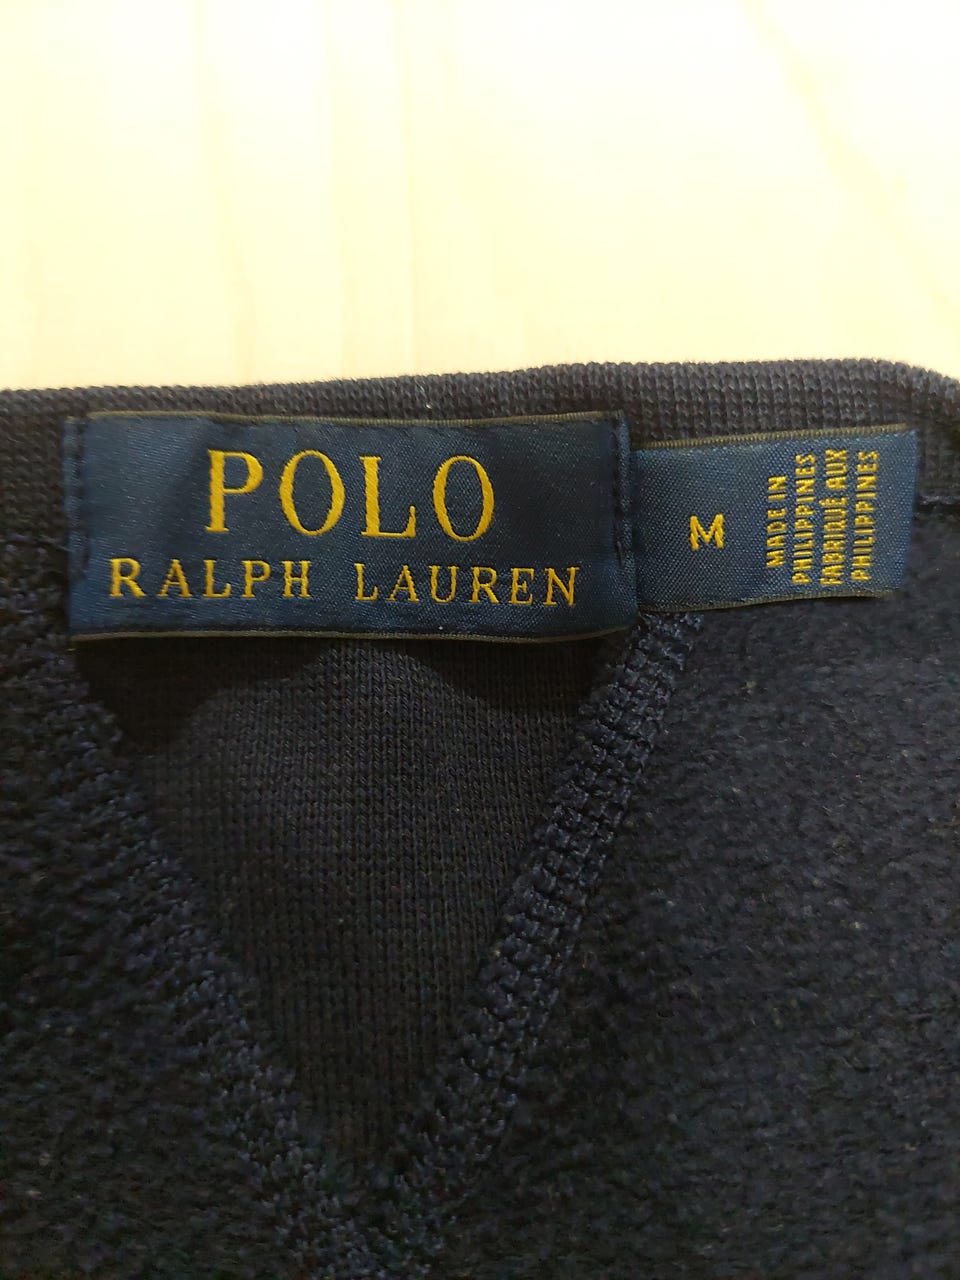 POLO
RALPH LAUREN
M
MADE IN
PHILIPPINES
FABRIQUÉ AUX
PHILIPPINES